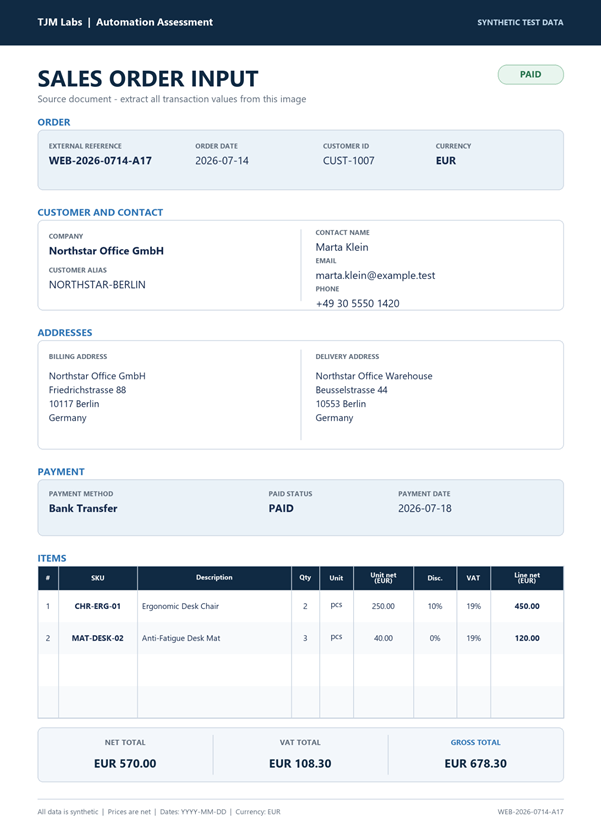 TJM Labs | Automation Assessment
SYNTHETIC TEST DATA
SALES ORDER INPUT
PAID
Source document - extract all transaction values from this image
ORDER
EXTERNAL REFERENCE ORDER DATE CUSTOMER ID CURRENCY
WEB-2026-0714-A17 2026-07-14 CUST-1007 EUR
CUSTOMER AND CONTACT
COMPANY
Northstar Office GmbH
CUSTOMER ALIAS
NORTHSTAR-BERLIN
CONTACT NAME
Marta Klein
EMAIL
marta.klein@example.test
PHONE
+49 30 5550 1420
ADDRESSES
BILLING ADDRESS
Northstar Office GmbH
Friedrichstrasse 88
10117 Berlin
Germany
DELIVERY ADDRESS
Northstar Office Warehouse
Beusselstrasse 44
10553 Berlin
Germany
PAYMENT
PAYMENT METHOD PAID STATUS PAYMENT DATE
Bank Transfer PAID 2026-07-18
ITEMS
# SKU Description Qty Unit Unit net (EUR) Disc. VAT Line net (EUR)
1 CHR-ERG-01 Ergonomic Desk Chair 2 pcs 250.00 10% 19% 450.00
2 MAT-DESK-02 Anti-Fatigue Desk Mat 3 pcs 40.00 0% 19% 120.00
NET TOTAL VAT TOTAL GROSS TOTAL
EUR 570.00 EUR 108.30 EUR 678.30
All data is synthetic | Prices are net | Dates: YYYY-MM-DD | Currency: EUR
WEB-2026-0714-A17